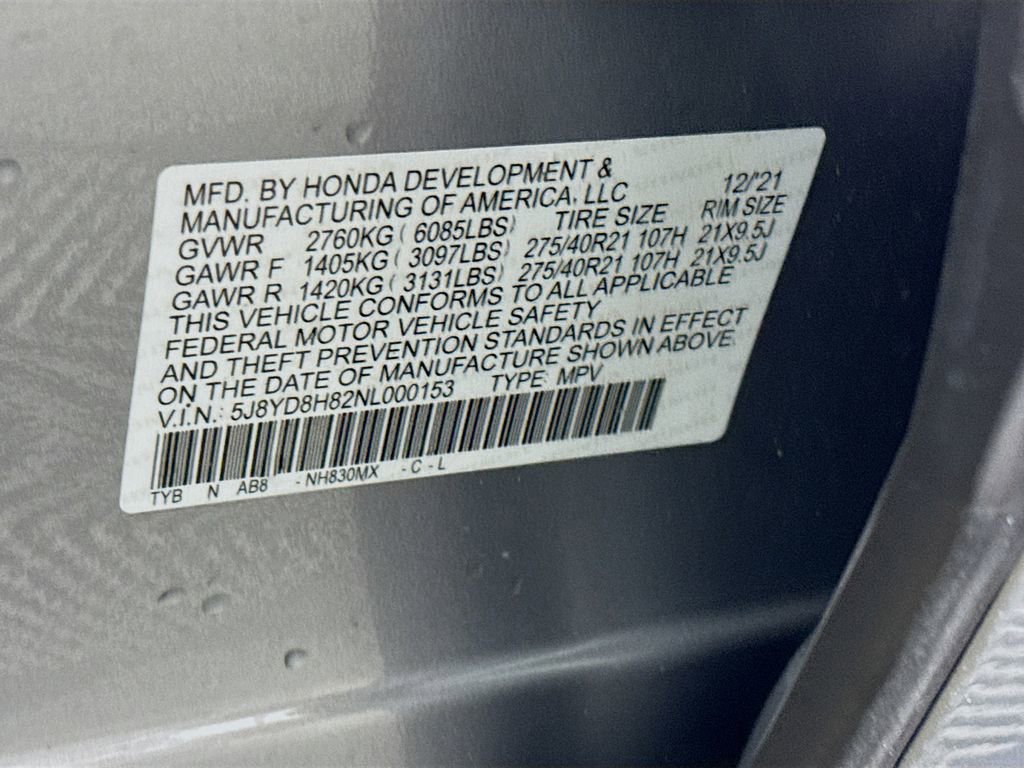 MFD. BY HONDA DEVELOPMENT &
MANUFACTURING OF AMERICA, LLC 12/'21
GVWR 2760KG ( 6085LBS) TIRE SIZE RIM SIZE
GAWR F 1405KG ( 3097LBS) 275/40R21 107H 21X9.5J
GAWR R 1420KG ( 3131LBS) 275/40R21 107H 21X9.5J
THIS VEHICLE CONFORMS TO ALL APPLICABLE
FEDERAL MOTOR VEHICLE SAFETY
AND THEFT PREVENTION STANDARDS IN EFFECT
ON THE DATE OF MANUFACTURE SHOWN ABOVE.
V.I.N.: 5J8YD8H82NL000153 TYPE: MPV
TYB N AB8 - NH830MX - C - L